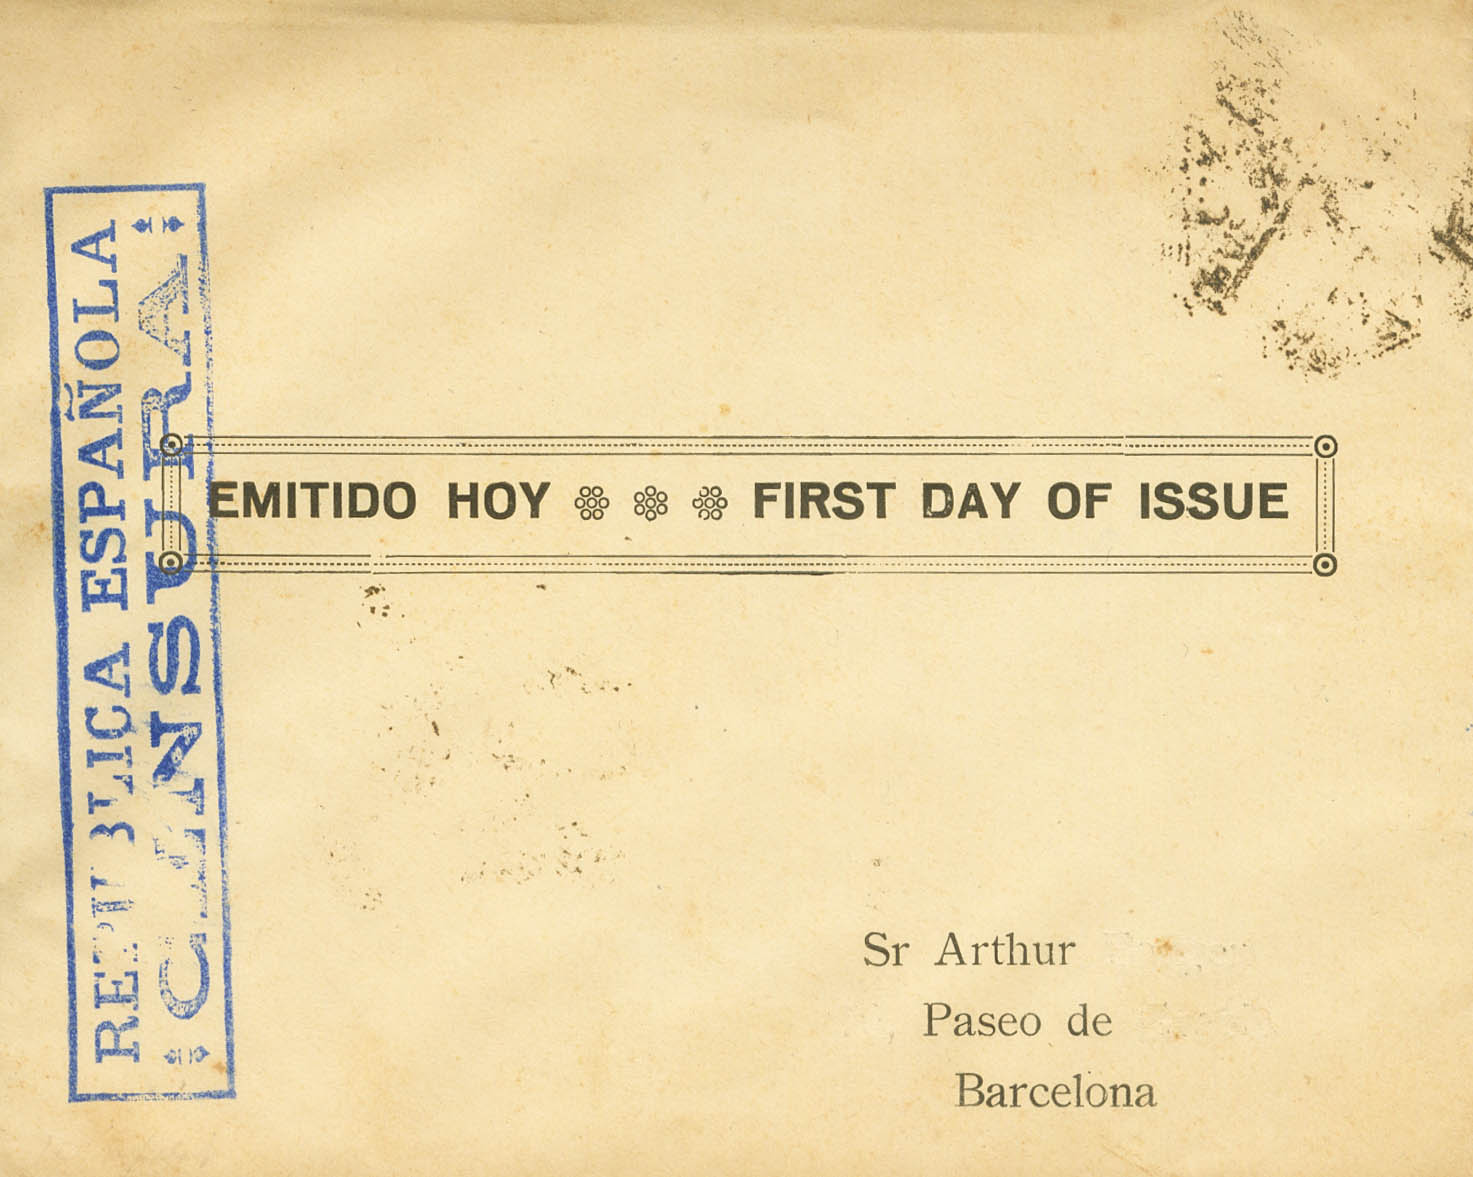 REPUBLICA ESPAÑOLA
CENSURA
EMITIDO HOY FIRST DAY OF ISSUE
Sr Arthur
Paseo de
Barcelona